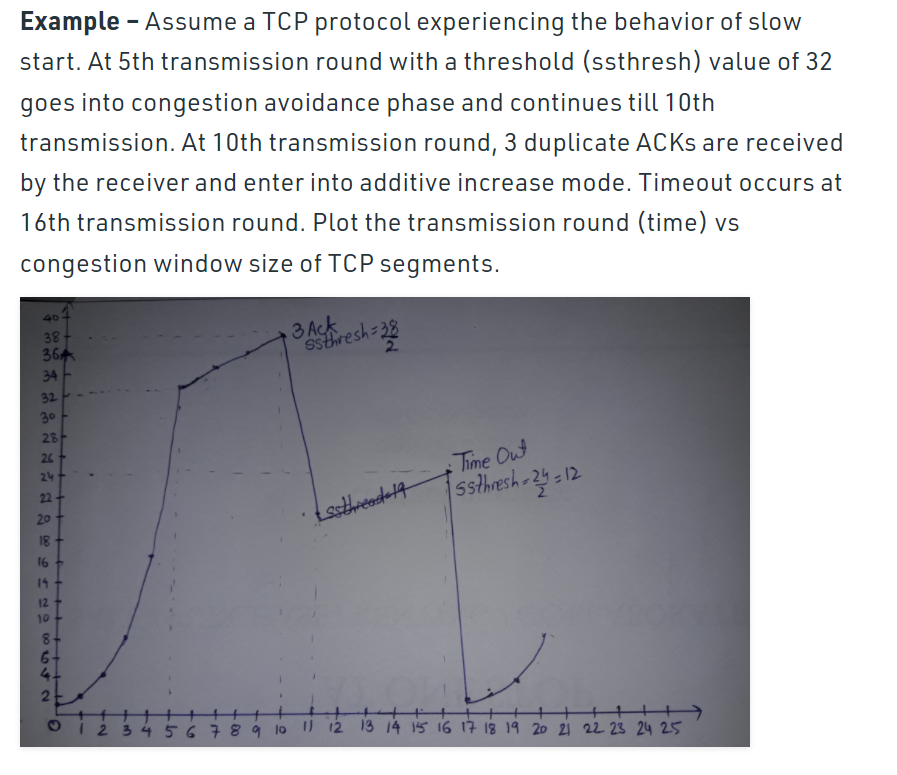 Example – Assume a TCP protocol experiencing the behavior of slow
start. At 5th transmission round with a threshold (ssthresh) value of 32
goes into congestion avoidance phase and continues till 10th
transmission. At 10th transmission round, 3 duplicate ACKs are received
by the receiver and enter into additive increase mode. Timeout occurs at
16th transmission round. Plot the transmission round (time) vs
congestion window size of TCP segments.
40
38
36
34
32
30
28
26
24
22
20
18
16
14
12
10
8
6
4
2
3 Ack
ssthresh = 38
2
Time Out
ssthresh = 24 = 12
2
0 1 2 3 4 5 6 7 8 9 10 11 12 13 14 15 16 17 18 19 20 21 22 23 24 25